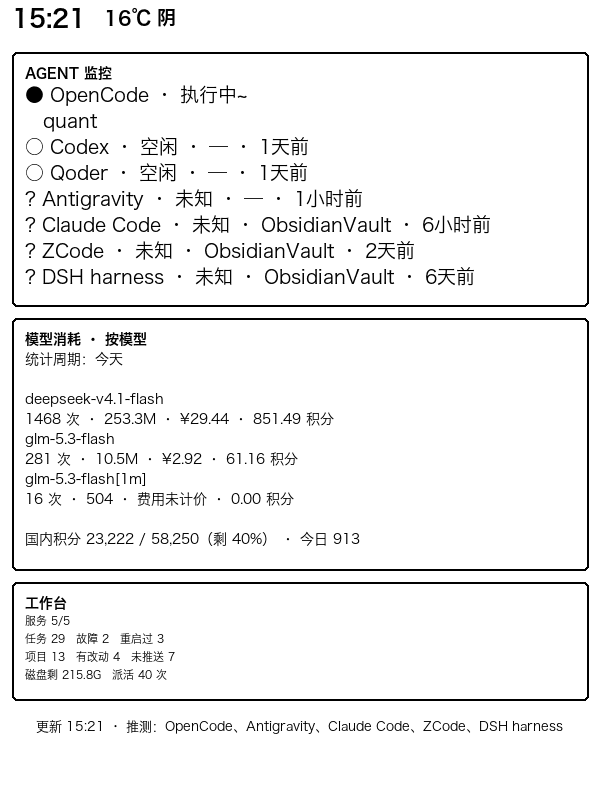 15:21 16℃ 阴
AGENT 监控
● OpenCode · 执行中~
quant
○ Codex · 空闲 · — · 1天前
○ Qoder · 空闲 · — · 1天前
? Antigravity · 未知 · — · 1小时前
? Claude Code · 未知 · ObsidianVault · 6小时前
? ZCode · 未知 · ObsidianVault · 2天前
? DSH harness · 未知 · ObsidianVault · 6天前
模型消耗 · 按模型
统计周期：今天
deepseek-v4.1-flash
1468 次 · 253.3M · ¥29.44 · 851.49 积分
glm-5.3-flash
281 次 · 10.5M · ¥2.92 · 61.16 积分
glm-5.3-flash[1m]
16 次 · 504 · 费用未计价 · 0.00 积分
国内积分 23,222 / 58,250（剩 40%） · 今日 913
工作台
服务 5/5
任务 29 故障 2 重启过 3
项目 13 有改动 4 未推送 7
磁盘剩 215.8G 派活 40 次
更新 15:21 · 推测：OpenCode、Antigravity、Claude Code、ZCode、DSH harness